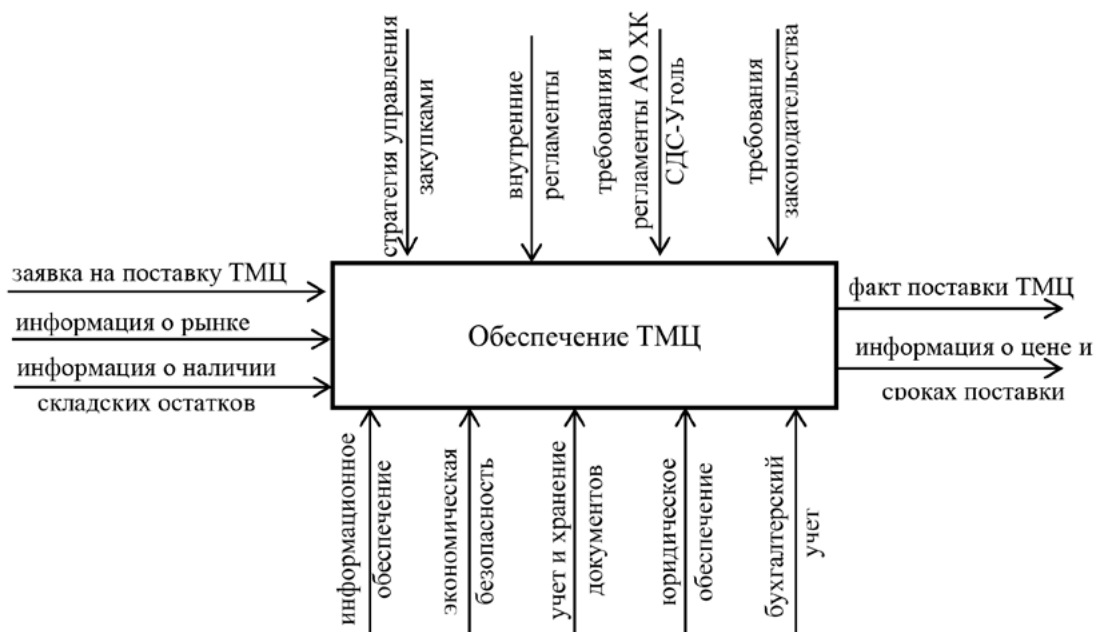 стратегия управления
закупками
внутренние
регламенты
требования и
регламенты АО ХК
СДС-Уголь
требования
законодательства
заявка на поставку ТМЦ
информация о рынке
информация о наличии
складских остатков
Обеспечение ТМЦ
факт поставки ТМЦ
информация о цене и
сроках поставки
информационное
обеспечение
экономическая
безопасность
учет и хранение
документов
юридическое
обеспечение
бухгалтерский
учет